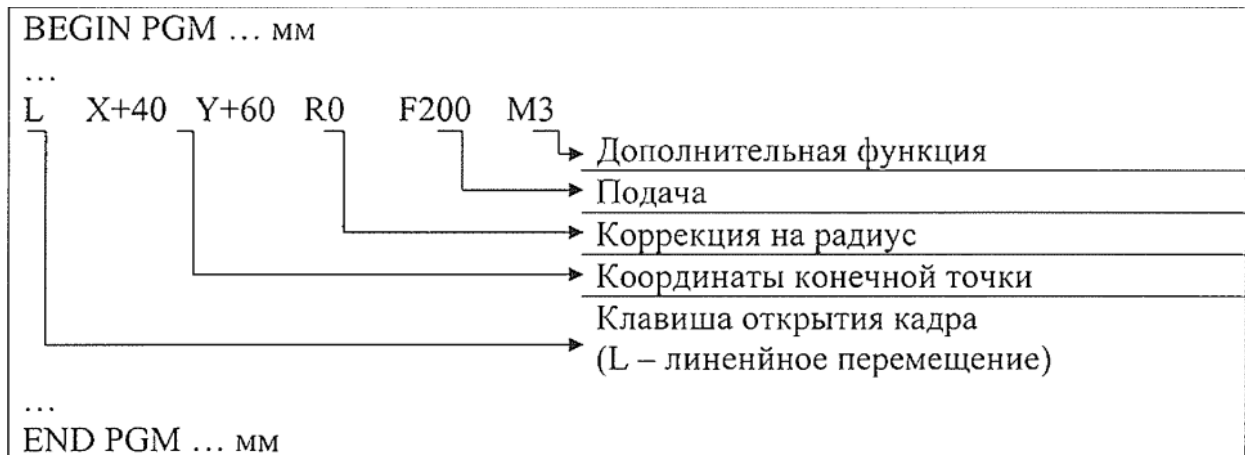 BEGIN PGM … мм
…
L X+40 Y+60 R0 F200 M3
Дополнительная функция
Подача
Коррекция на радиус
Координаты конечной точки
Клавиша открытия кадра
(L – линенйное перемещение)
…
END PGM … мм